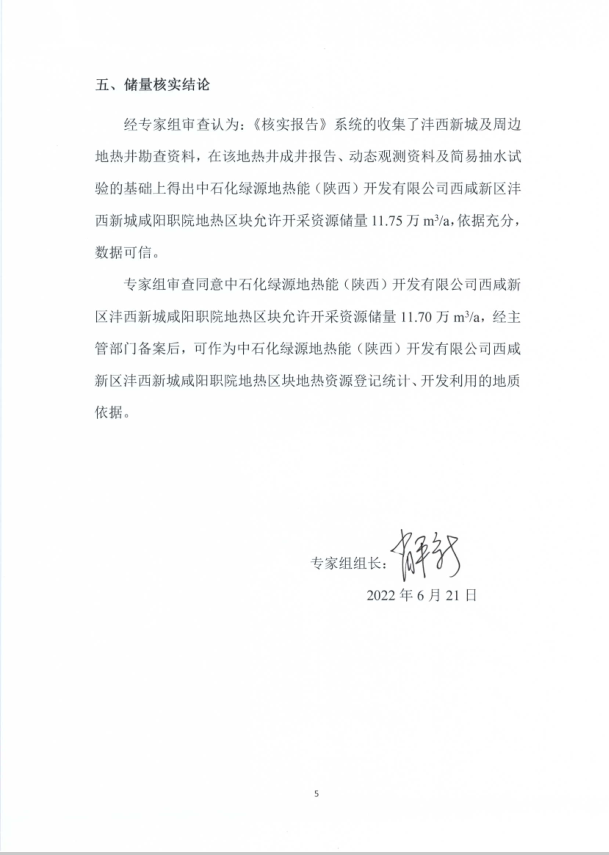 五、储量核实结论
经专家组审查认为：《核实报告》系统的收集了沣西新城及周边
地热井勘查资料，在该地热井成井报告、动态观测资料及简易抽水试
验的基础上得出中石化绿源地热能（陕西）开发有限公司西咸新区沣
西新城咸阳职院地热区块允许开采资源储量 11.75 万 m³/a，依据充分，
数据可信。
专家组审查同意中石化绿源地热能（陕西）开发有限公司西咸新
区沣西新城咸阳职院地热区块允许开采资源储量 11.70 万 m³/a，经主
管部门备案后，可作为中石化绿源地热能（陕西）开发有限公司西咸
新区沣西新城咸阳职院地热区块地热资源登记统计、开发利用的地质
依据。
专家组组长：
2022 年 6 月 21 日
5